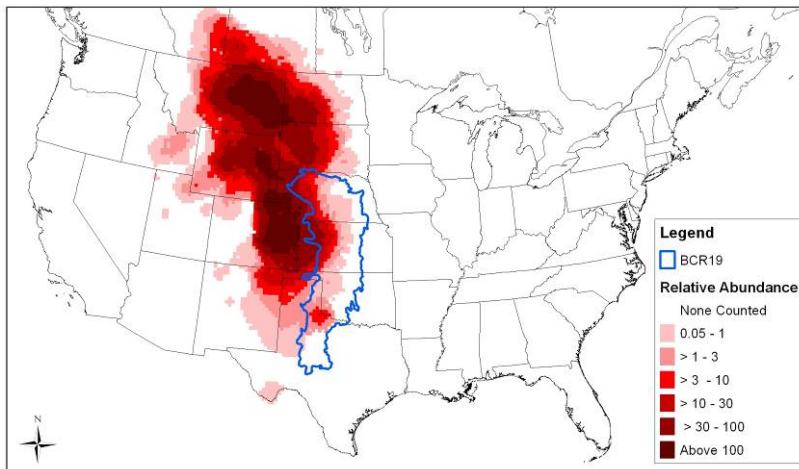 Legend
BCR19
Relative Abundance
None Counted
0.05 - 1
> 1 - 3
> 3 - 10
> 10 - 30
> 30 - 100
Above 100
N